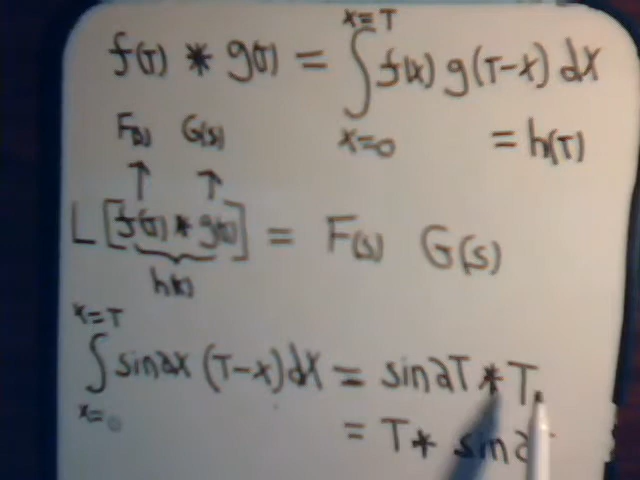 x=T
f(T) * g(T) = ∫ f(x) g(T-x) dx
x=0 = h(T)
F(s) G(s)
↑ ↑
L [f(T) * g(T)] = F(s) G(s)
h(T)
x=T
∫ sin2x (T-x) dx = sin2T * T
x=0
= T * sin2